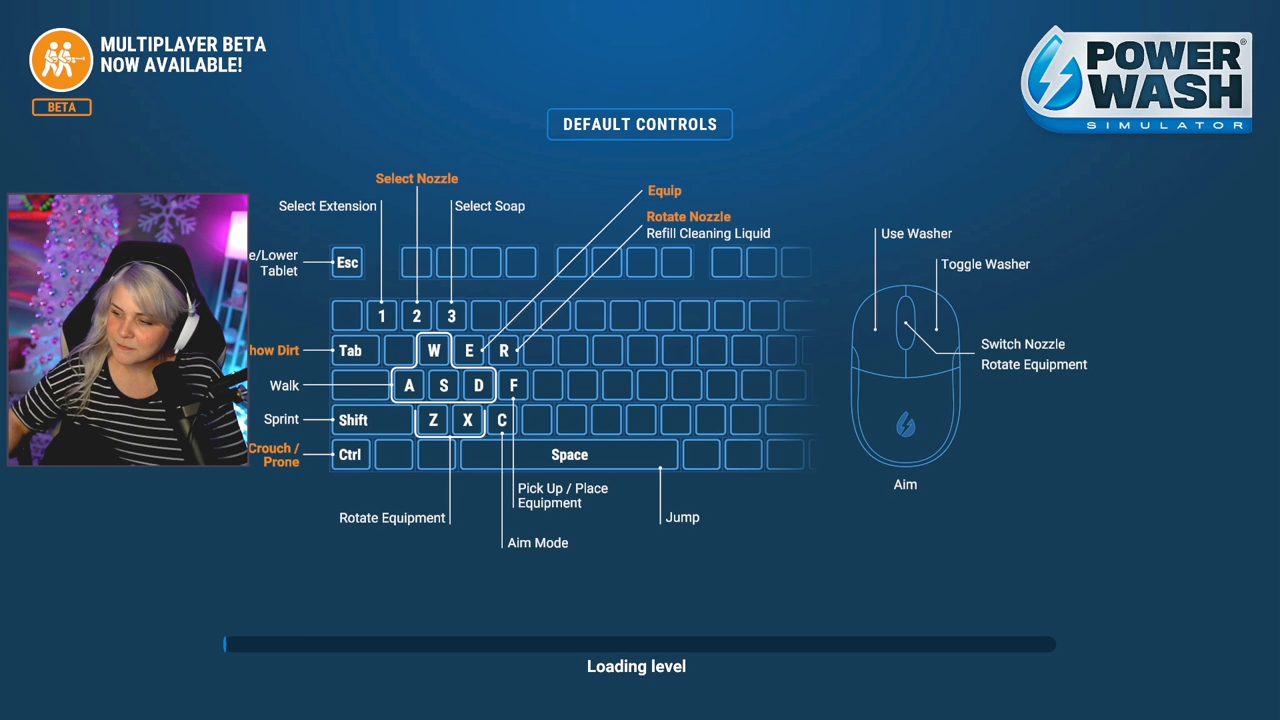 MULTIPLAYER BETA
NOW AVAILABLE!
BETA
POWER
WASH
SIMULATOR
DEFAULT CONTROLS
Select Nozzle
Select Extension
Select Soap
Equip
Rotate Nozzle
Refill Cleaning Liquid
e/Lower
Tablet
Esc
1 2 3
how Dirt
Tab W E R
Walk
A S D F
Sprint
Shift Z X C
Crouch /
Prone
Ctrl Space
Rotate Equipment
Pick Up / Place
Equipment
Aim Mode
Jump
Use Washer
Toggle Washer
Switch Nozzle
Rotate Equipment
Aim
Loading level